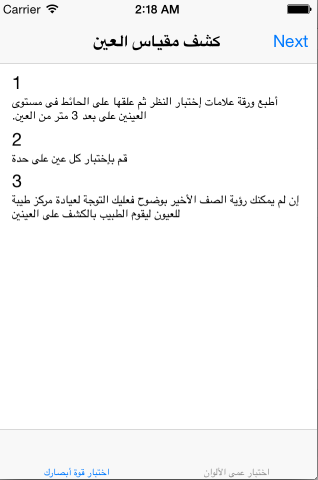 Carrier 2:18 AM
كشف مقياس العين Next
1
أطبع ورقة علامات إختبار النظر ثم علقها على الحائط فى مستوى
العينين على بعد 3 متر من العين.
2
قم بإختبار كل عين على حدة
3
إن لم يمكنك رؤية الصف الأخير بوضوح فعليك التوجة لعيادة مركز طيبة
للعيون ليقوم الطبيب بالكشف على العينين
اختبار قوة أبصارك اختبار عمى الألوان